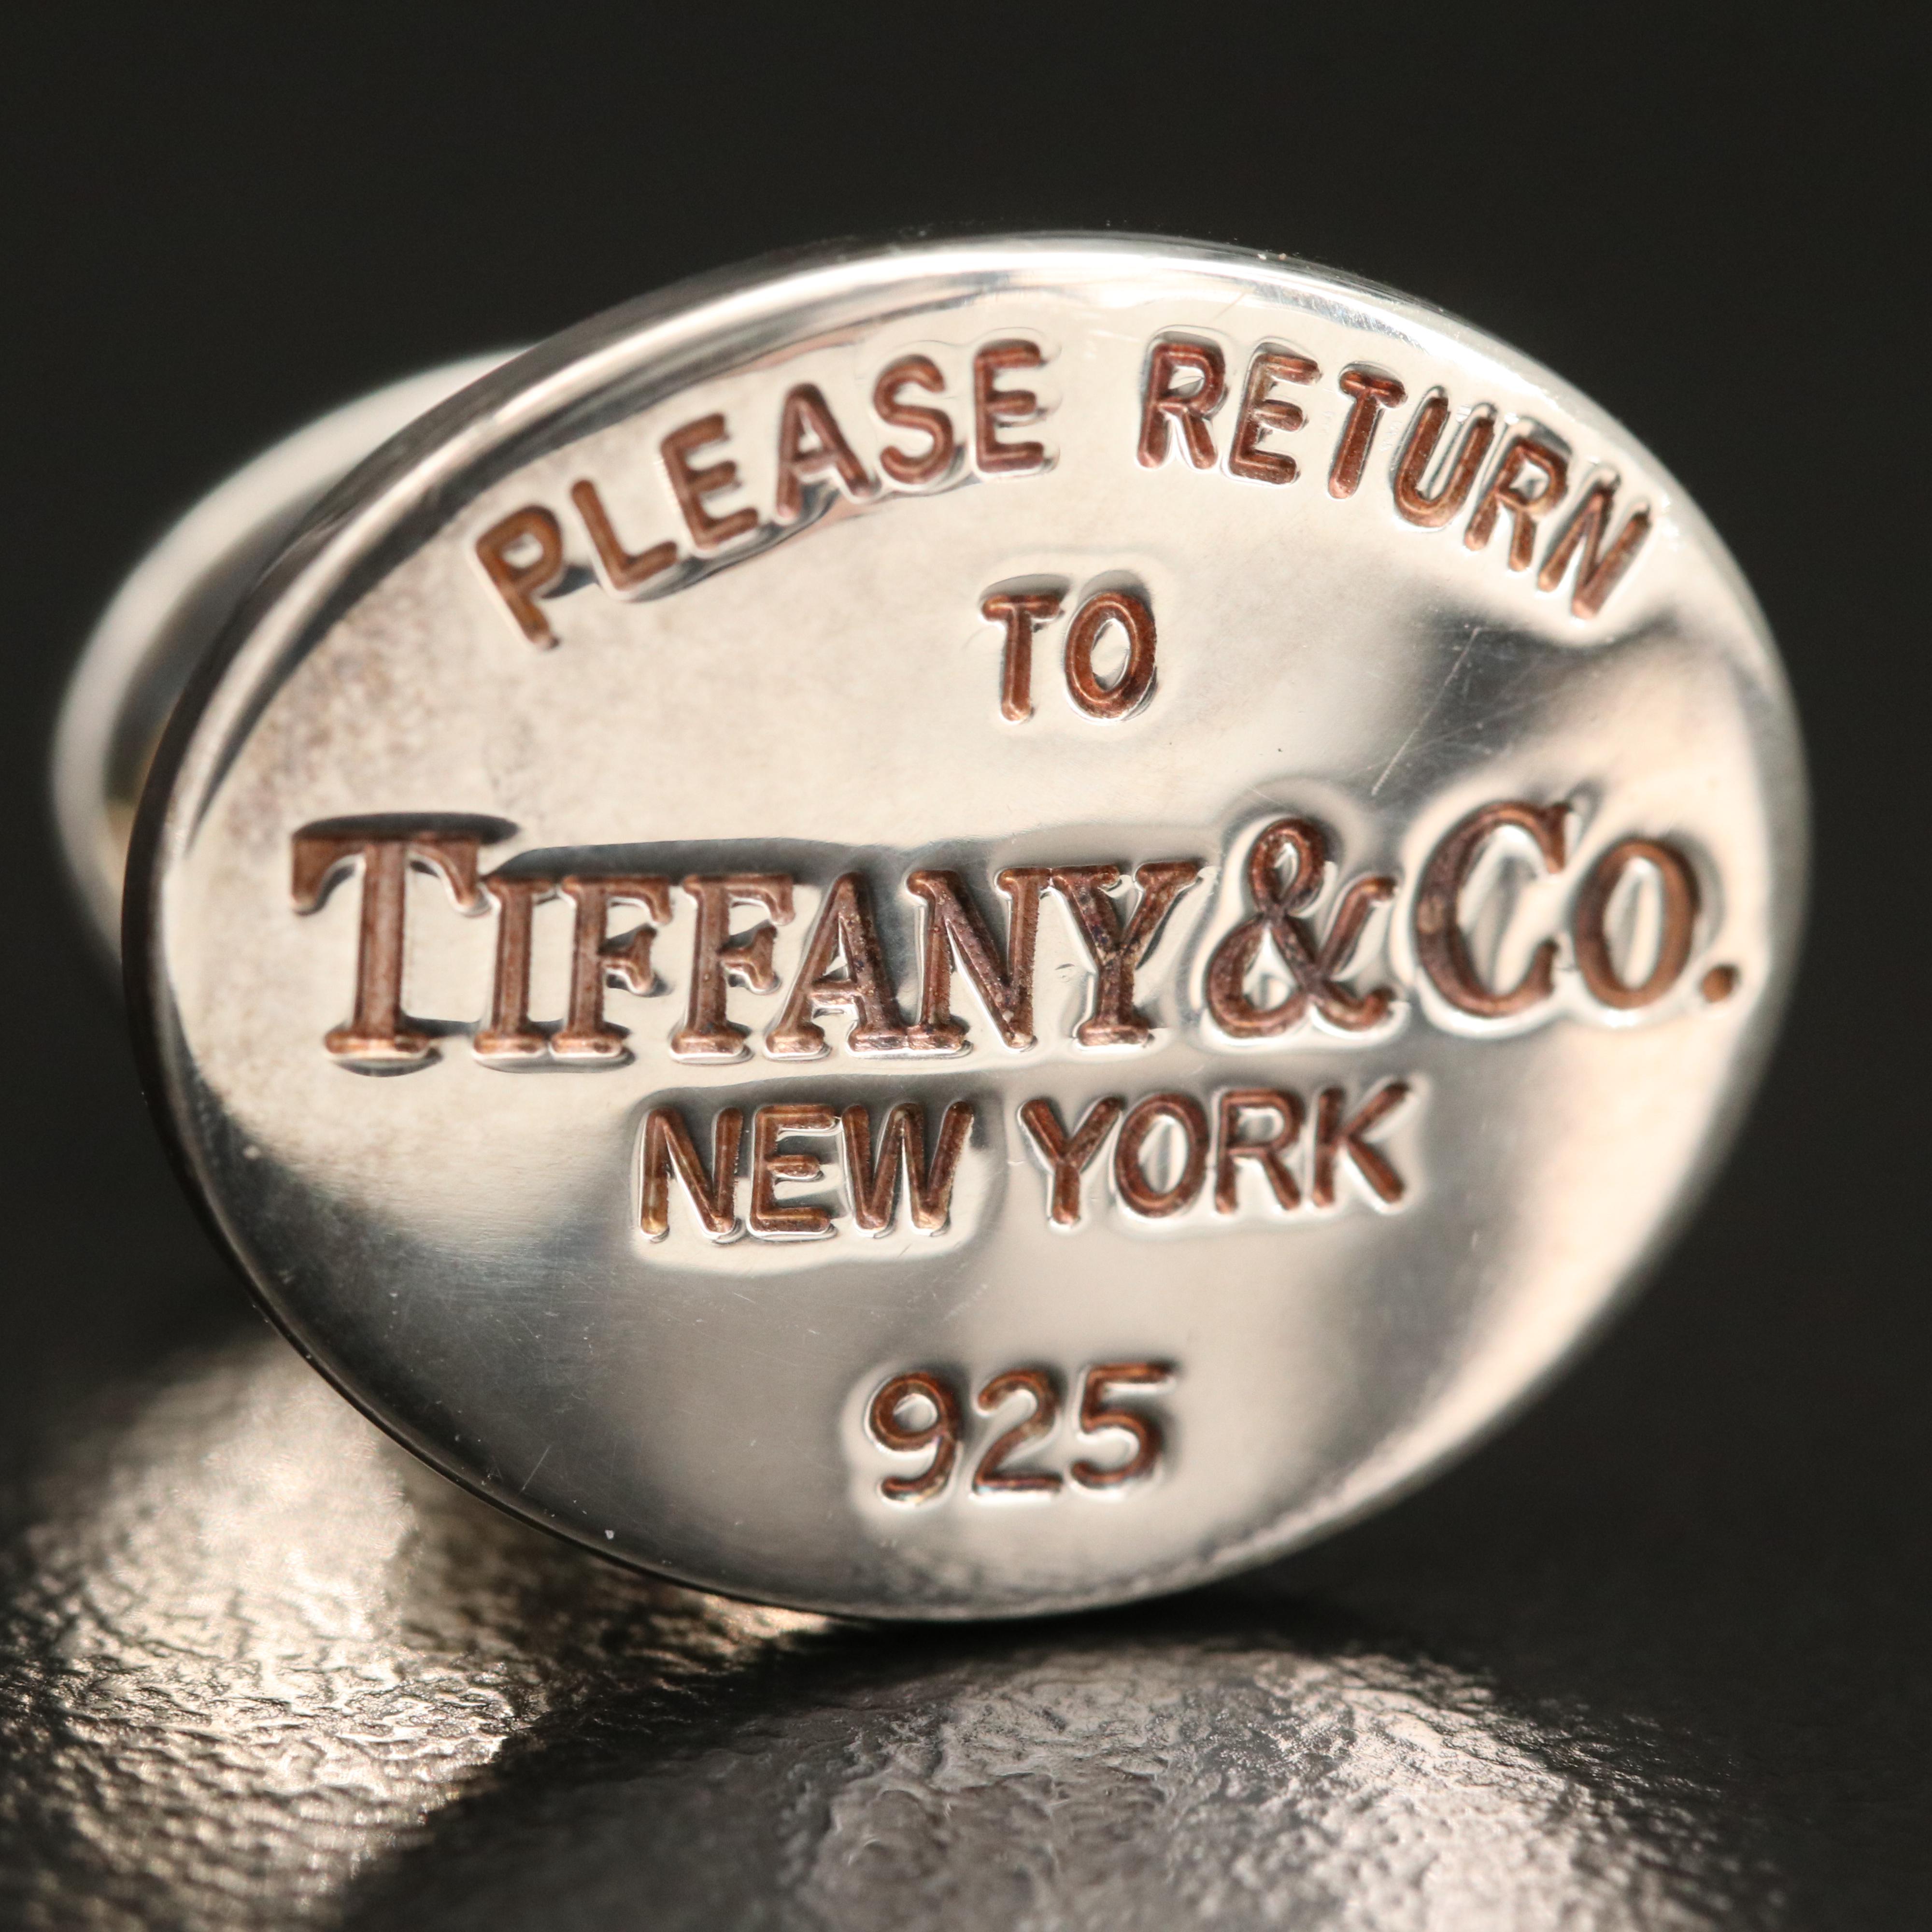 PLEASE RETURN
TO
TIFFANY & CO.
NEW YORK
925